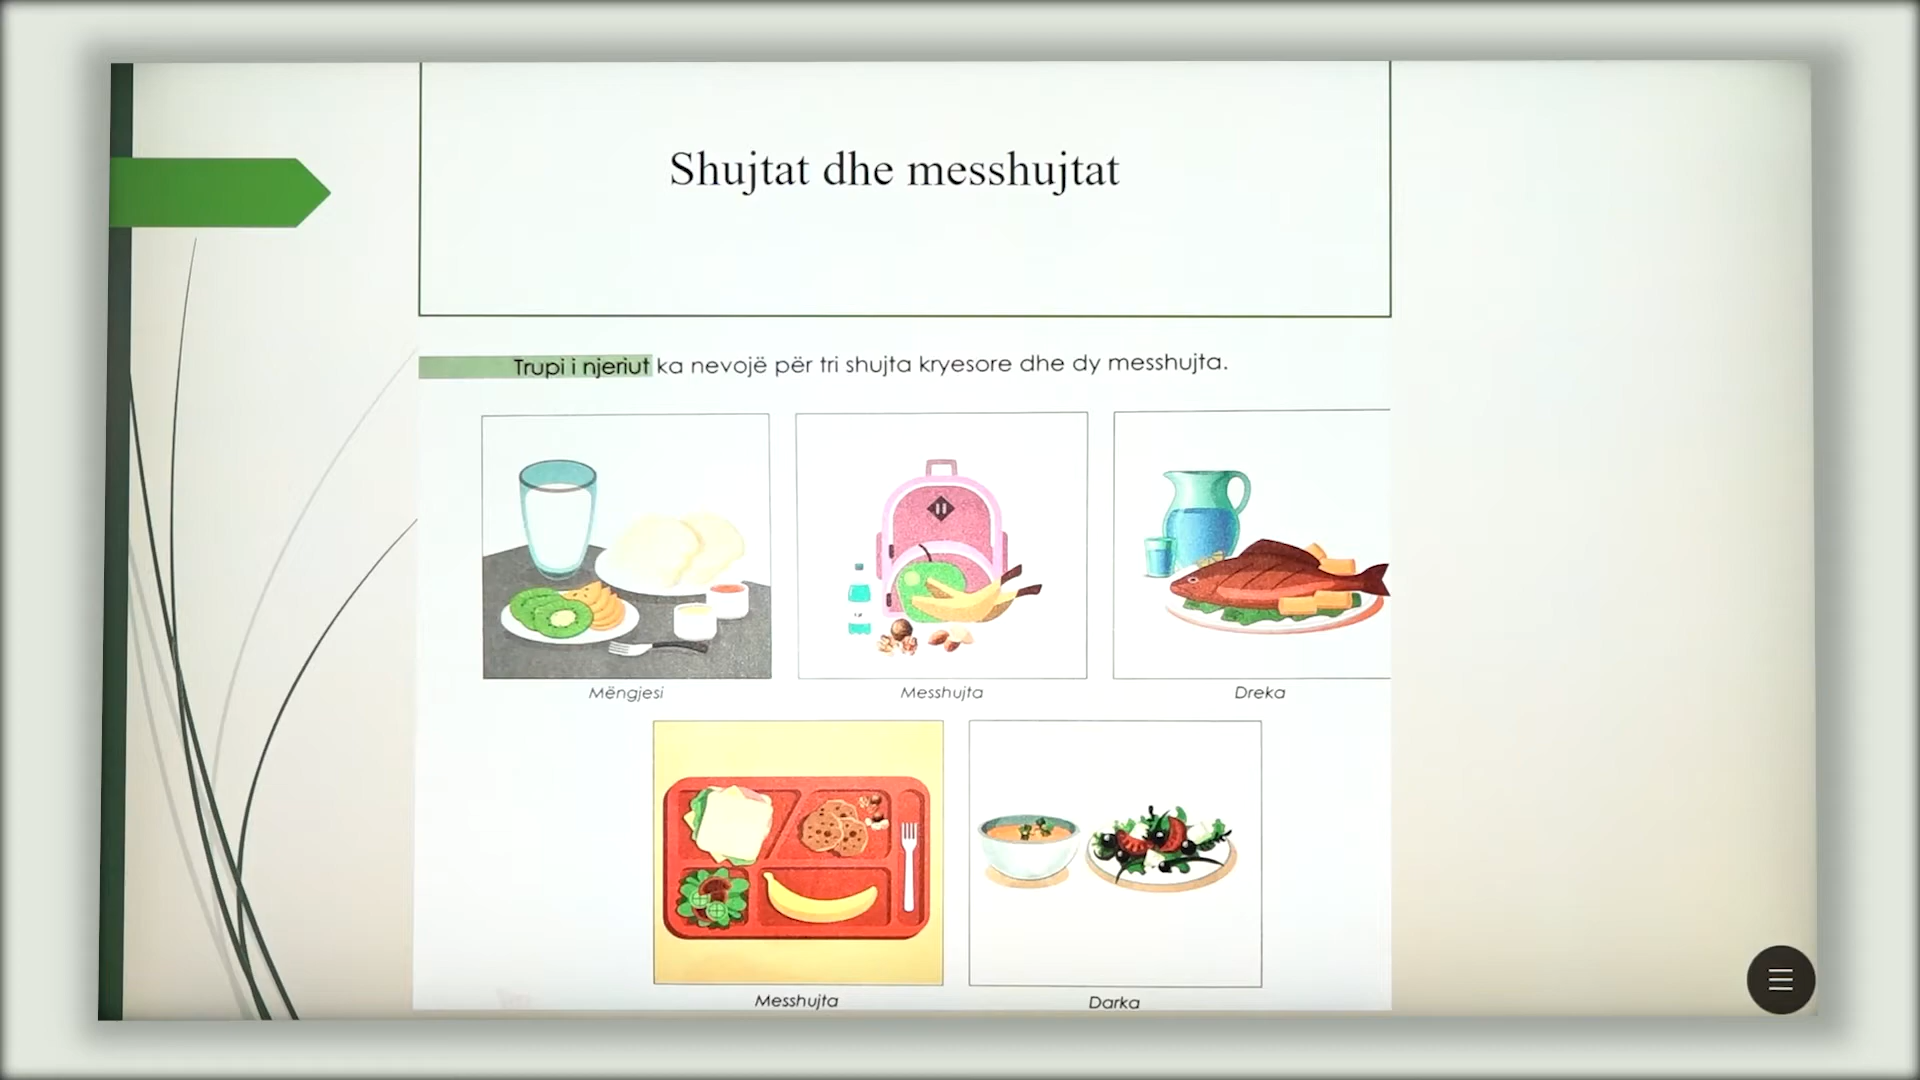 Shujtat dhe messhujtat
Trupi i njeriut ka nevojë për tri shujta kryesore dhe dy messhujta.
Mëngjesi
Messhujta
Dreka
Messhujta
Darka